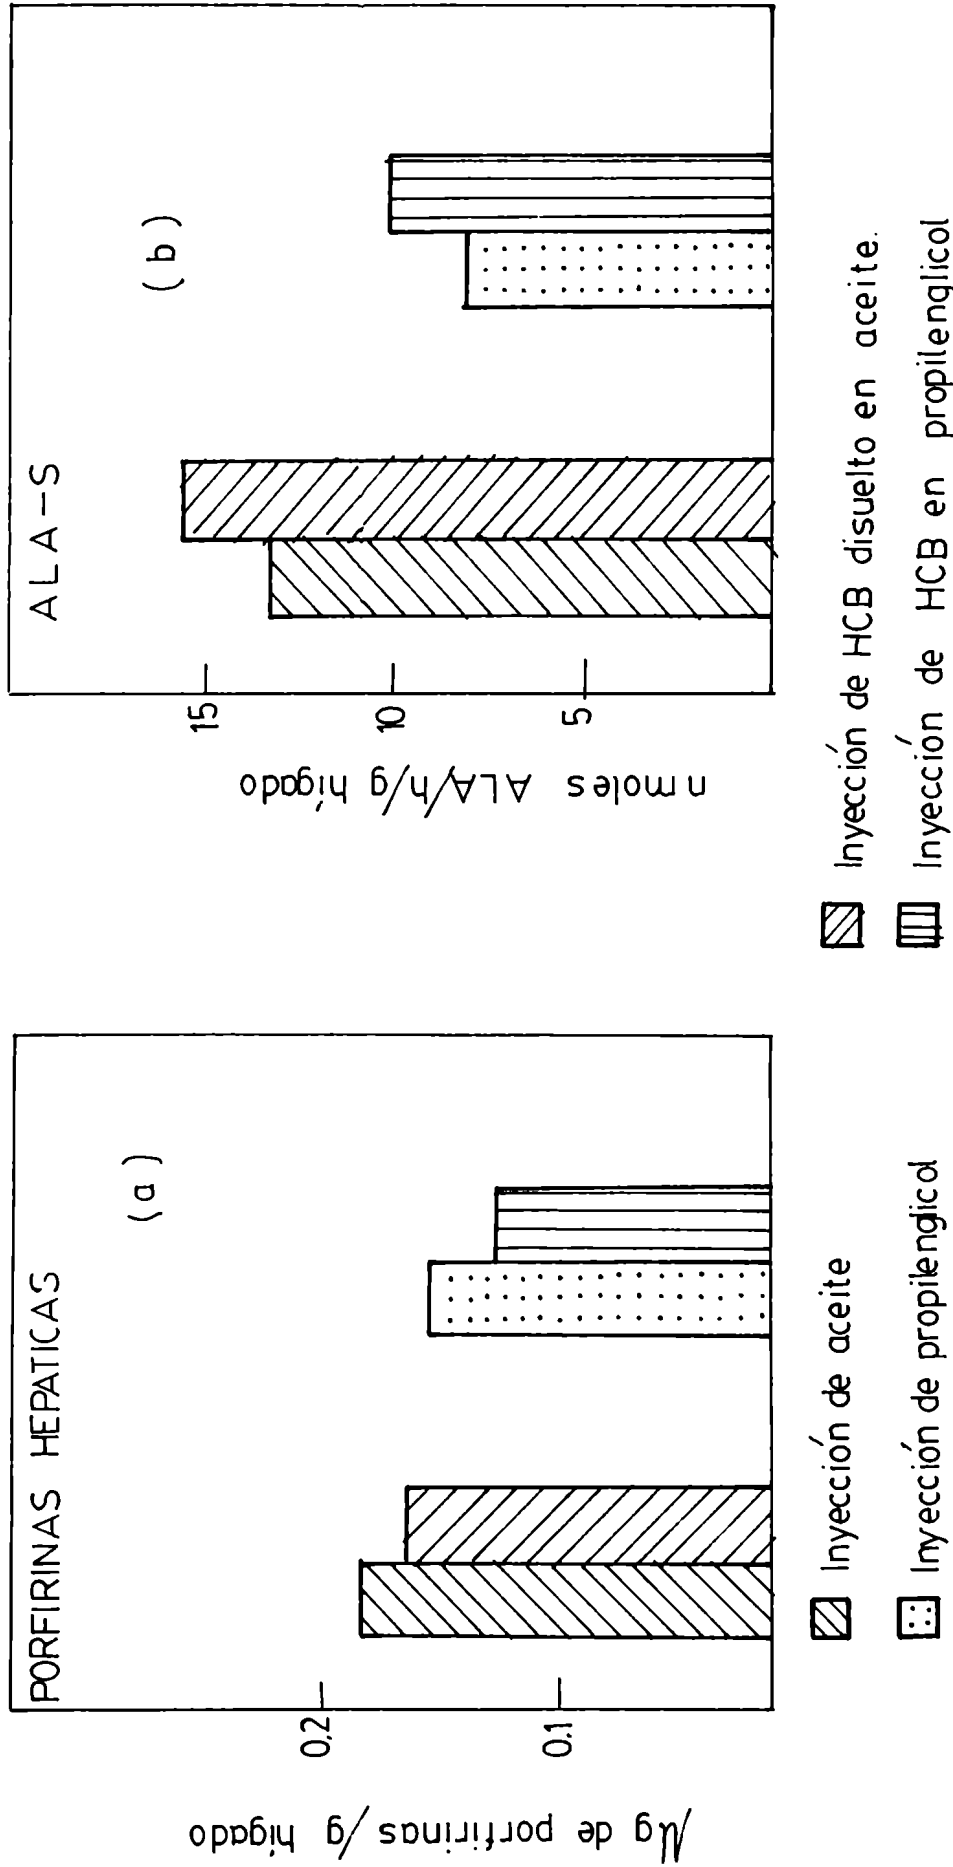 PORFIRINAS HEPATICAS
(a)
0.2
0.1
µg de porfirinas/g hígado
Inyección de aceite
Inyección de propilenglicol
ALA-S
(b)
15
10
5
nmoles ALA/h/g hígado
Inyección de HCB disuelto en aceite.
Inyección de HCB en propilenglicol